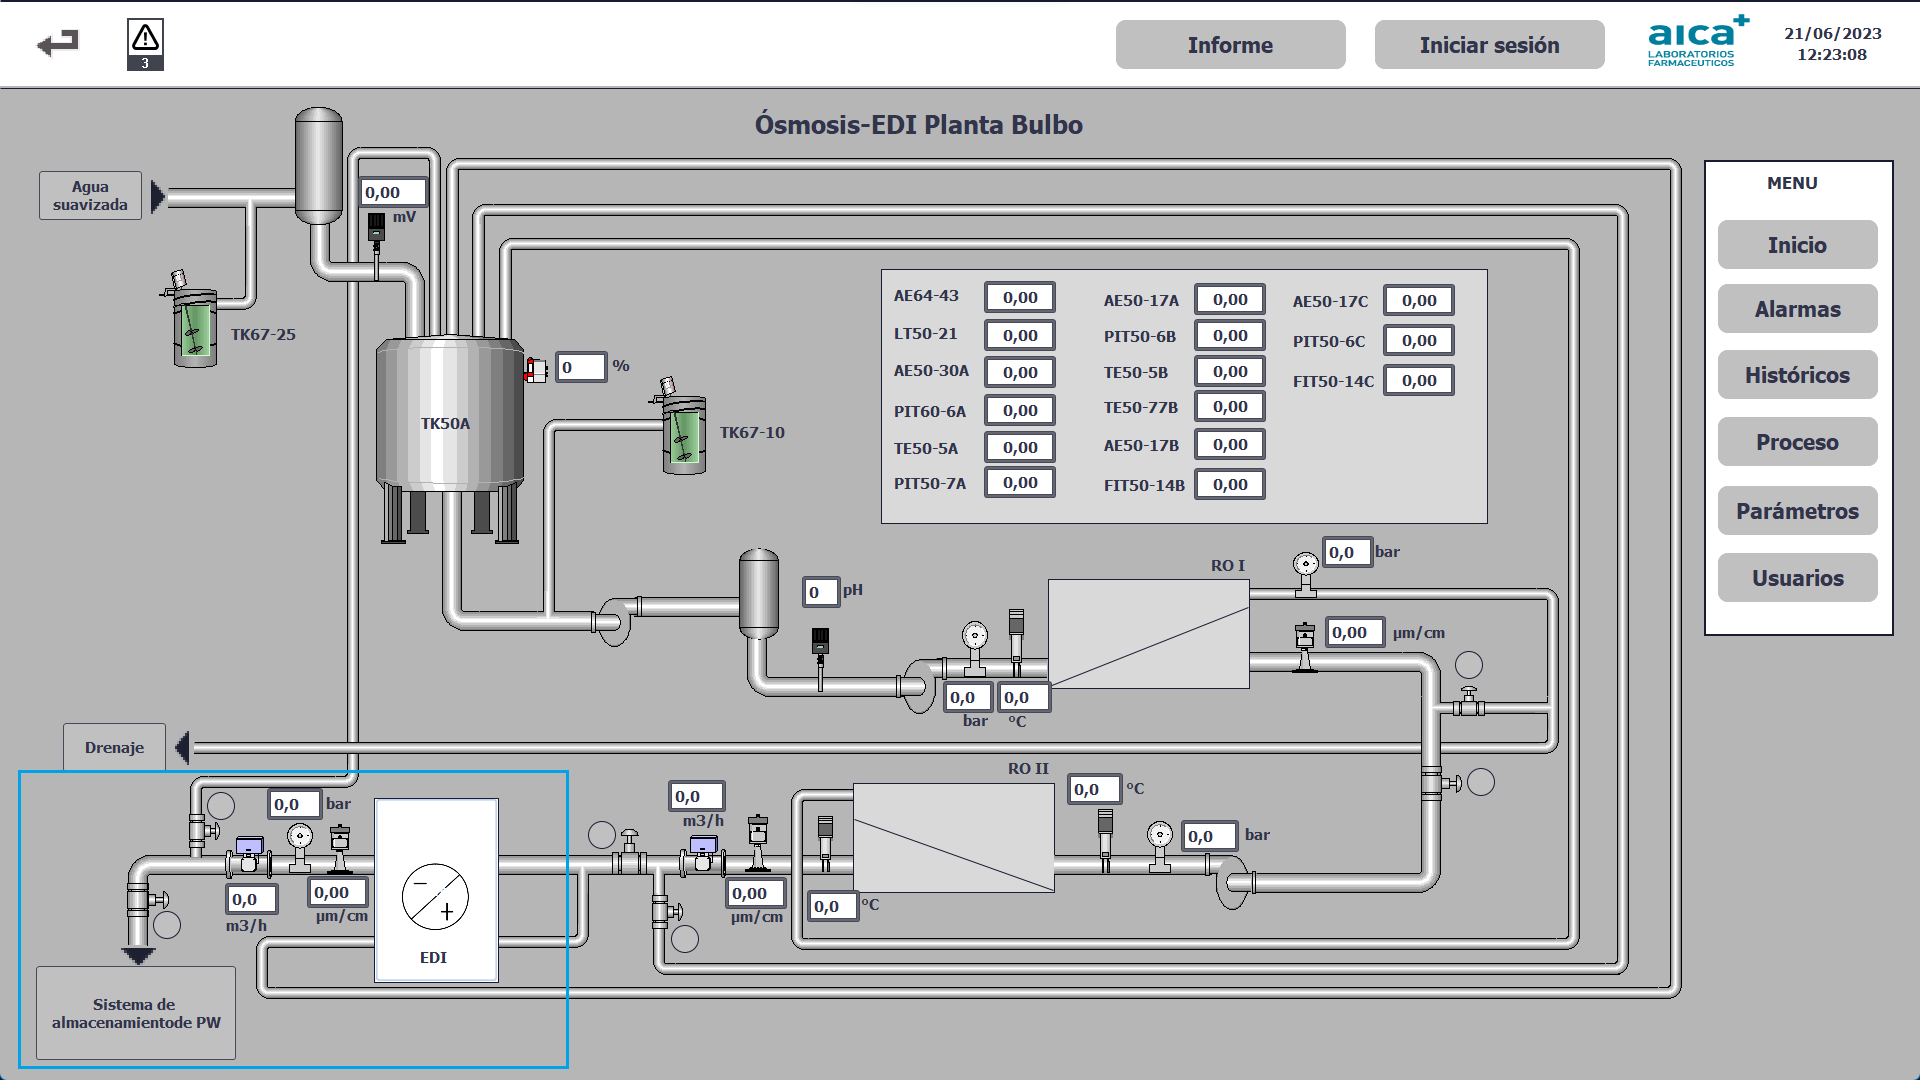 3
Informe
Iniciar sesión
aica+
LABORATORIOS
FARMACEUTICOS
21/06/2023
12:23:08
Ósmosis-EDI Planta Bulbo
Agua
suavizada
0,00
mV
TK67-25
TK50A
0
%
TK67-10
AE64-43 0,00
LT50-21 0,00
AE50-30A 0,00
PIT60-6A 0,00
TE50-5A 0,00
PIT50-7A 0,00
AE50-17A 0,00
PIT50-6B 0,00
TE50-5B 0,00
TE50-77B 0,00
AE50-17B 0,00
FIT50-14B 0,00
AE50-17C 0,00
PIT50-6C 0,00
FIT50-14C 0,00
MENU
Inicio
Alarmas
Históricos
Proceso
Parámetros
Usuarios
0 pH
RO I
0,0 bar
0,00 µm/cm
0,0
bar
0,0
ºC
Drenaje
RO II
0,0 bar
0,0
m3/h
0,00
µm/cm
EDI
0,0
m3/h
0,00
µm/cm
0,0 ºC
0,0 ºC
0,0 bar
Sistema de
almacenamientode PW